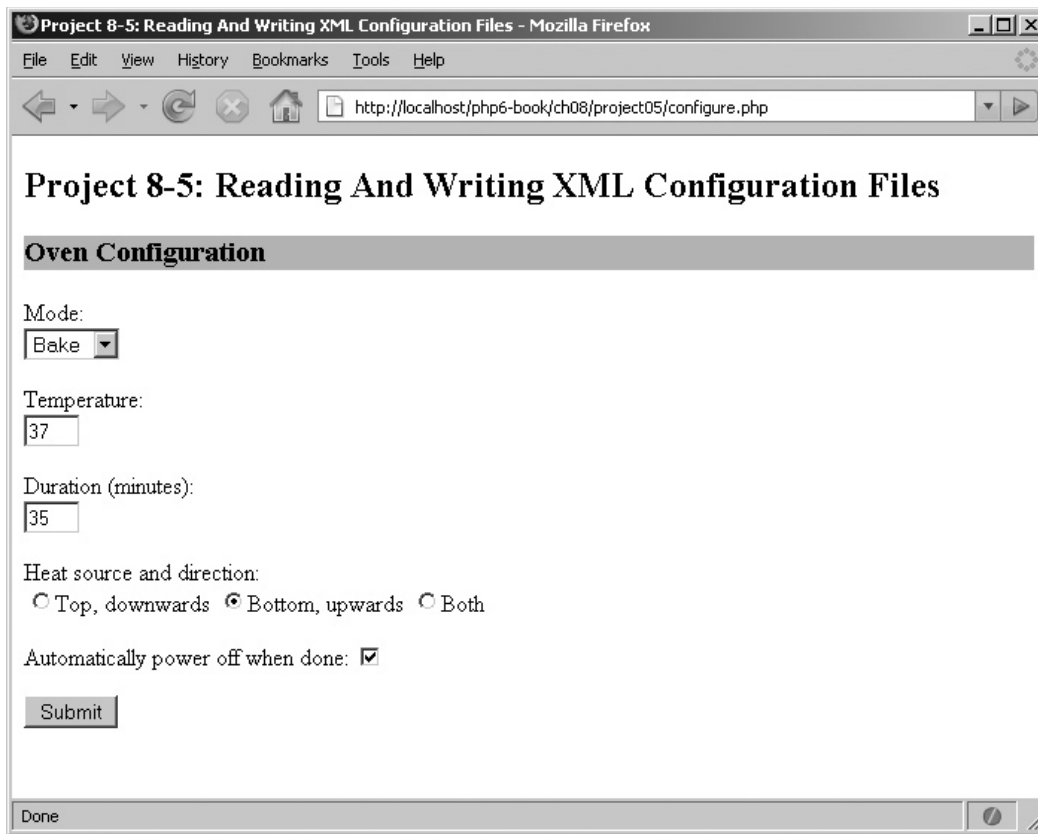 Project 8-5: Reading And Writing XML Configuration Files - Mozilla Firefox
File Edit View History Bookmarks Tools Help
http://localhost/php6-book/ch08/project05/configure.php
Project 8-5: Reading And Writing XML Configuration Files
Oven Configuration
Mode:
Bake
Temperature:
37
Duration (minutes):
35
Heat source and direction:
Top, downwards Bottom, upwards Both
Automatically power off when done:
Submit
Done